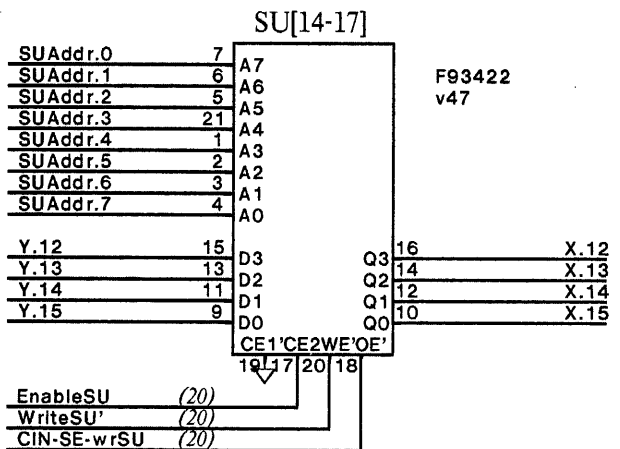 SU[14-17]
SUAddr.0 7 A7
SUAddr.1 6 A6 F93422
SUAddr.2 5 A5 v47
SUAddr.3 21 A4
SUAddr.4 1 A3
SUAddr.5 2 A2
SUAddr.6 3 A1
SUAddr.7 4 A0
Y.12 15 D3 Q3 16 X.12
Y.13 13 D2 Q2 14 X.13
Y.14 11 D1 Q1 12 X.14
Y.15 9 D0 Q0 10 X.15
CE1'CE2WE'OE'
19 17 20 18
EnableSU (20)
WriteSU' (20)
CIN-SE-wrSU (20)